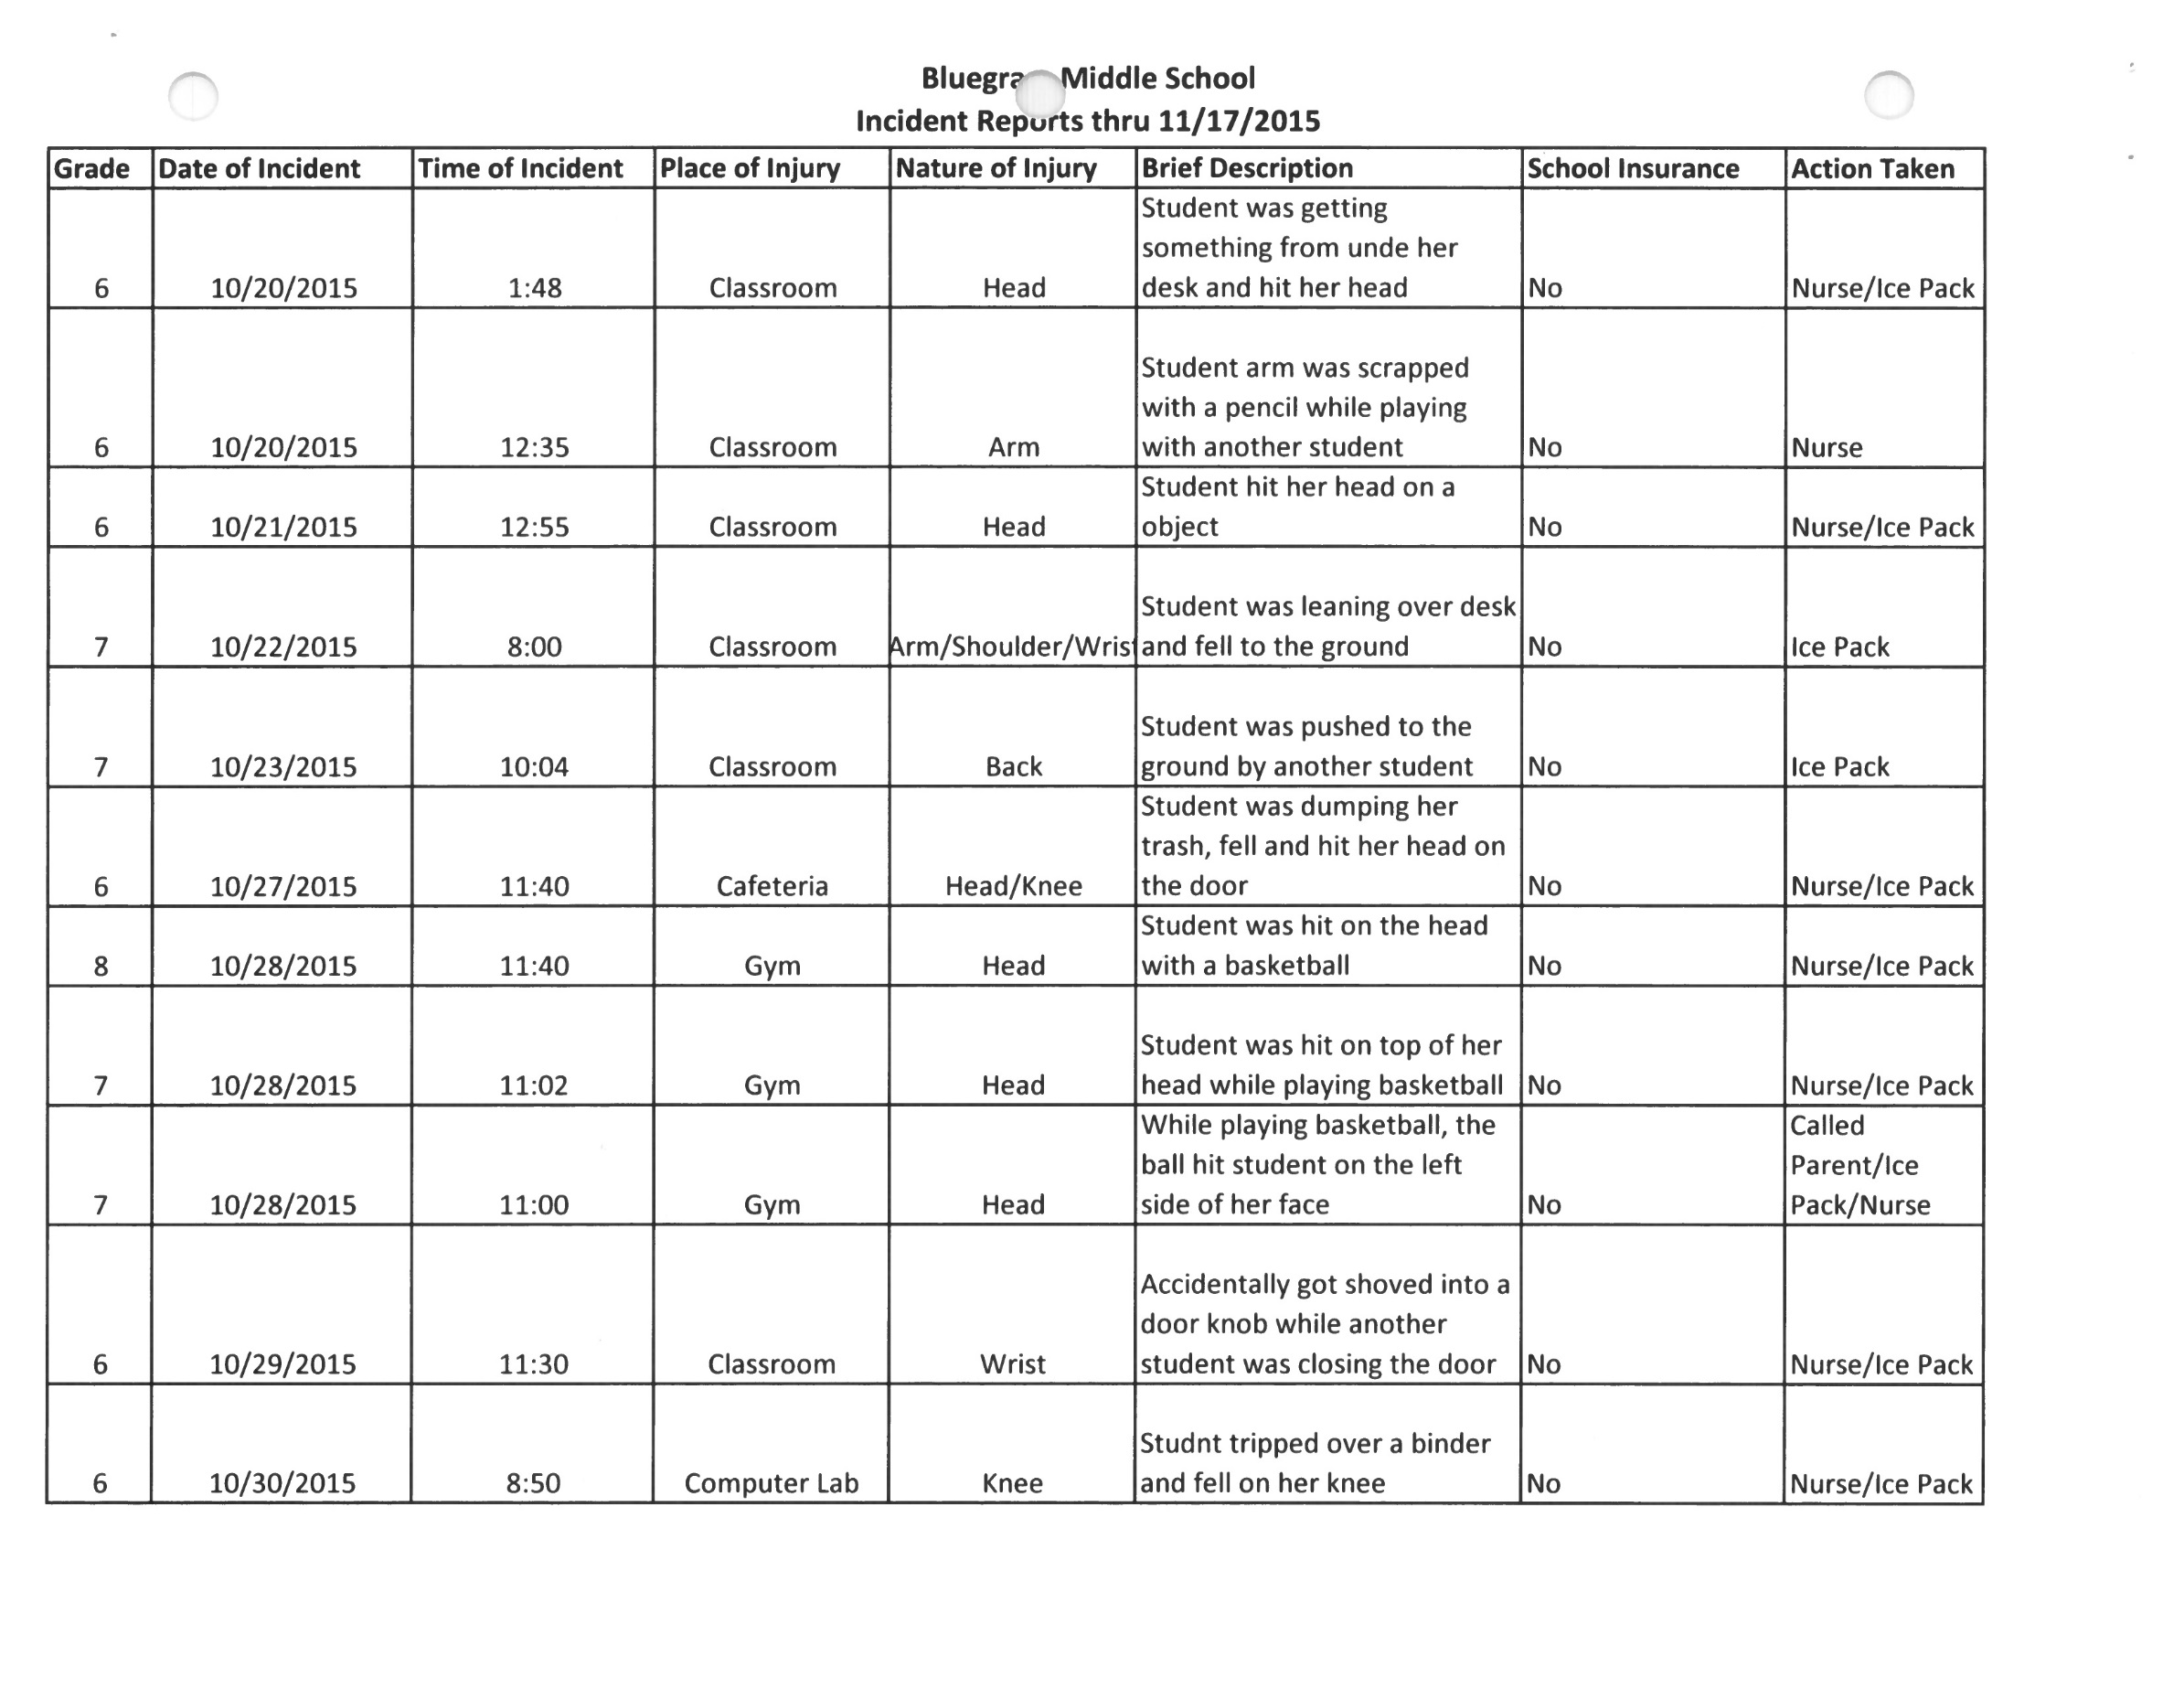 Bluegra Middle School
Incident Reports thru 11/17/2015
Grade Date of Incident Time of Incident Place of Injury Nature of Injury Brief Description School Insurance Action Taken
Student was getting
something from unde her
6 10/20/2015 1:48 Classroom Head desk and hit her head No Nurse/Ice Pack
Student arm was scrapped
with a pencil while playing
6 10/20/2015 12:35 Classroom Arm with another student No Nurse
Student hit her head on a
6 10/21/2015 12:55 Classroom Head object No Nurse/Ice Pack
Student was leaning over desk
7 10/22/2015 8:00 Classroom Arm/Shoulder/Wrist and fell to the ground No Ice Pack
Student was pushed to the
7 10/23/2015 10:04 Classroom Back ground by another student No Ice Pack
Student was dumping her
trash, fell and hit her head on
6 10/27/2015 11:40 Cafeteria Head/Knee the door No Nurse/Ice Pack
Student was hit on the head
8 10/28/2015 11:40 Gym Head with a basketball No Nurse/Ice Pack
Student was hit on top of her
7 10/28/2015 11:02 Gym Head head while playing basketball No Nurse/Ice Pack
While playing basketball, the Called
ball hit student on the left Parent/Ice
7 10/28/2015 11:00 Gym Head side of her face No Pack/Nurse
Accidentally got shoved into a
door knob while another
6 10/29/2015 11:30 Classroom Wrist student was closing the door No Nurse/Ice Pack
Studnt tripped over a binder
6 10/30/2015 8:50 Computer Lab Knee and fell on her knee No Nurse/Ice Pack